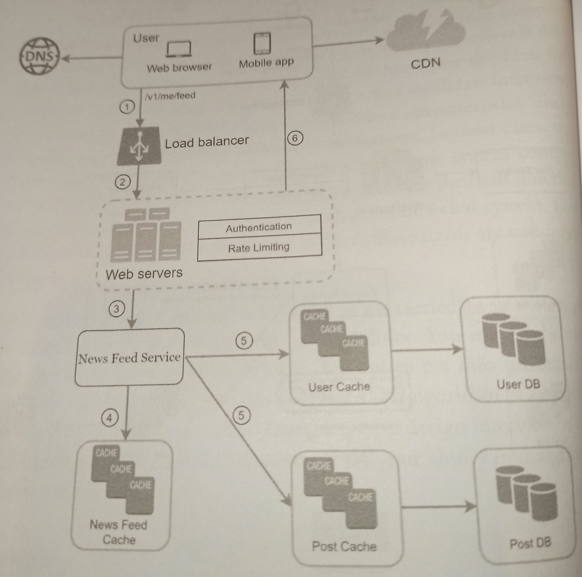 User
DNS
Web browser
Mobile app
CDN
1
/v1/me/feed
Load balancer
6
2
Authentication
Rate Limiting
Web servers
3
News Feed Service
5
CACHE
CACHE
CACHE
User Cache
User DB
4
5
CACHE
CACHE
CACHE
News Feed
Cache
CACHE
CACHE
CACHE
Post Cache
Post DB